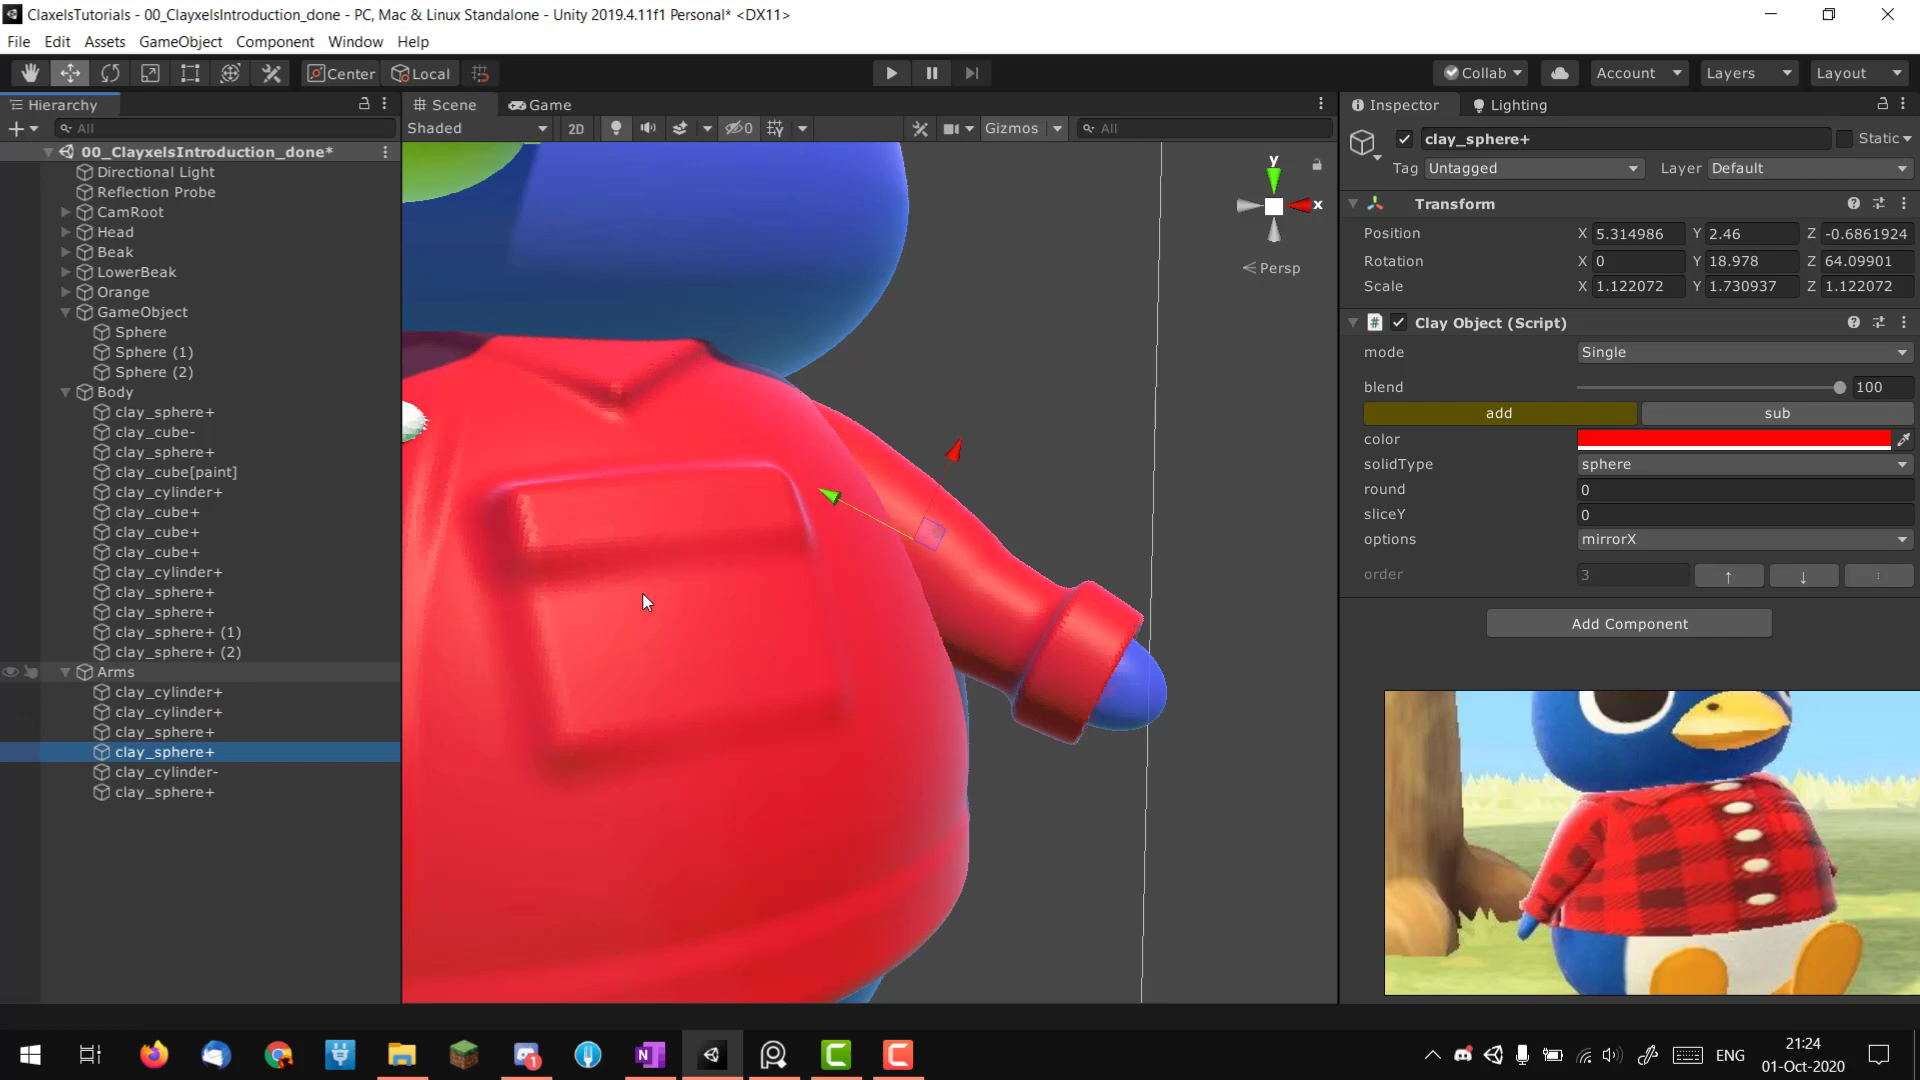 ClaxelsTutorials - 00_ClayxelsIntroduction_done - PC, Mac & Linux Standalone - Unity 2019.4.11f1 Personal* <DX11>
File Edit Assets GameObject Component Window Help
Center Local Collab Account Layers Layout
Hierarchy
All
00_ClayxelsIntroduction_done*
Directional Light
Reflection Probe
CamRoot
Head
Beak
LowerBeak
Orange
GameObject
Sphere
Sphere (1)
Sphere (2)
Body
clay_sphere+
clay_cube-
clay_sphere+
clay_cube[paint]
clay_cylinder+
clay_cube+
clay_cube+
clay_cube+
clay_cylinder+
clay_sphere+
clay_sphere+
clay_sphere+ (1)
clay_sphere+ (2)
Arms
clay_cylinder+
clay_cylinder+
clay_sphere+
clay_sphere+
clay_cylinder-
clay_sphere+
Scene Game
Shaded 2D 0 Gizmos All
y
x
Persp
Inspector Lighting
clay_sphere+ Static
Tag Untagged Layer Default
Transform
Position X 5.314986 Y 2.46 Z -0.6861924
Rotation X 0 Y 18.978 Z 64.09901
Scale X 1.122072 Y 1.730937 Z 1.122072
# Clay Object (Script)
mode Single
blend 100
add sub
color
solidType sphere
round 0
sliceY 0
options mirrorX
order 3 ↑ ↓ ⋮
Add Component
1 N ENG 21:24
01-Oct-2020